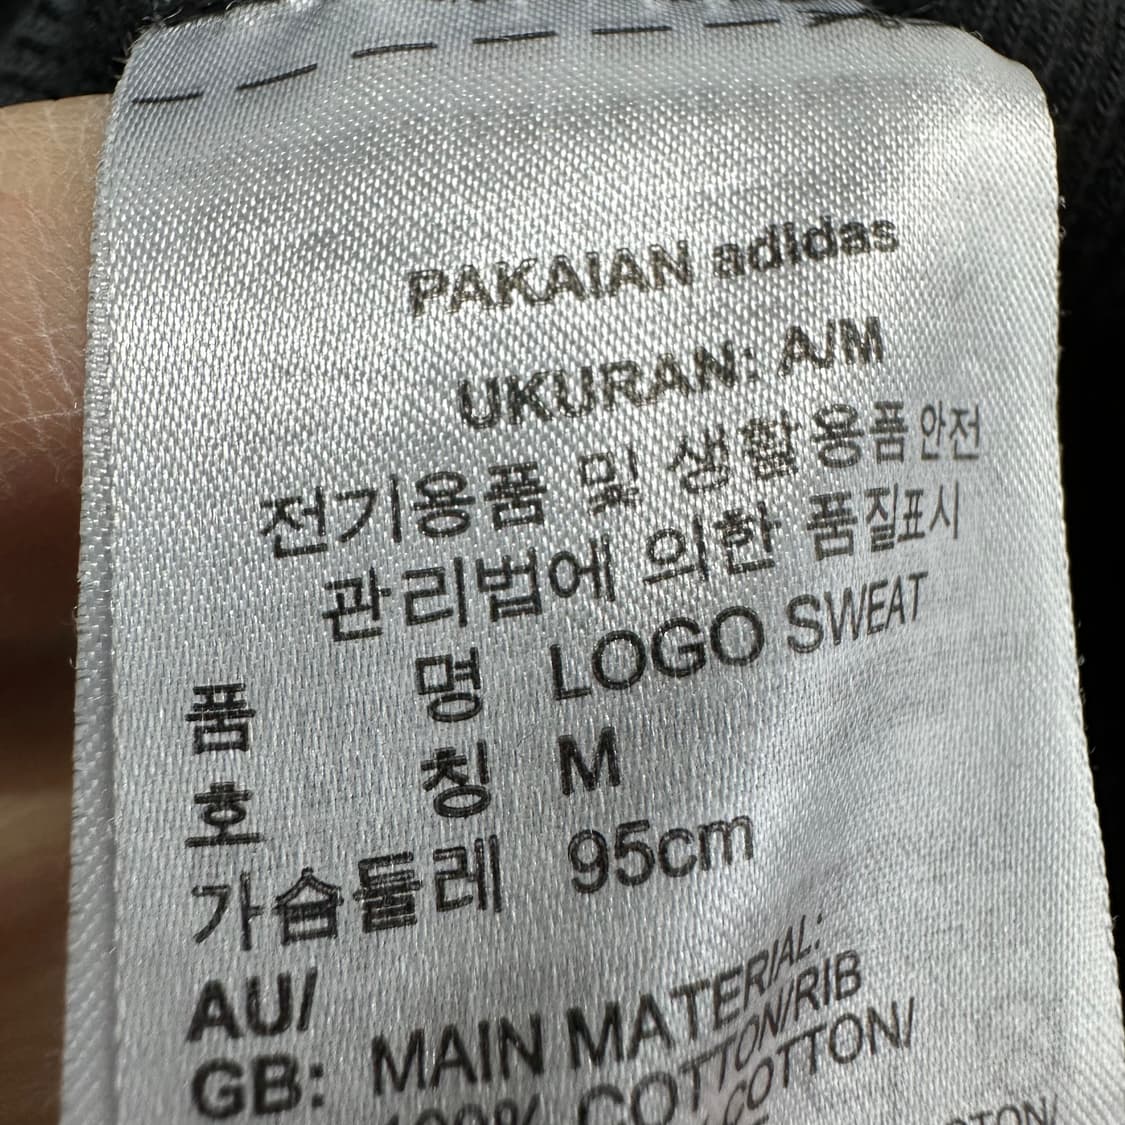 PAKAIAN adidas
UKURAN: A/M
전기용품 및 생활용품안전
관리법에 의한 품질표시
품 명 LOGO SWEAT
호 칭 M
가슴둘레 95cm
AU/
GB: MAIN MATERIAL:
100% COTTON/RIB
COTTON/